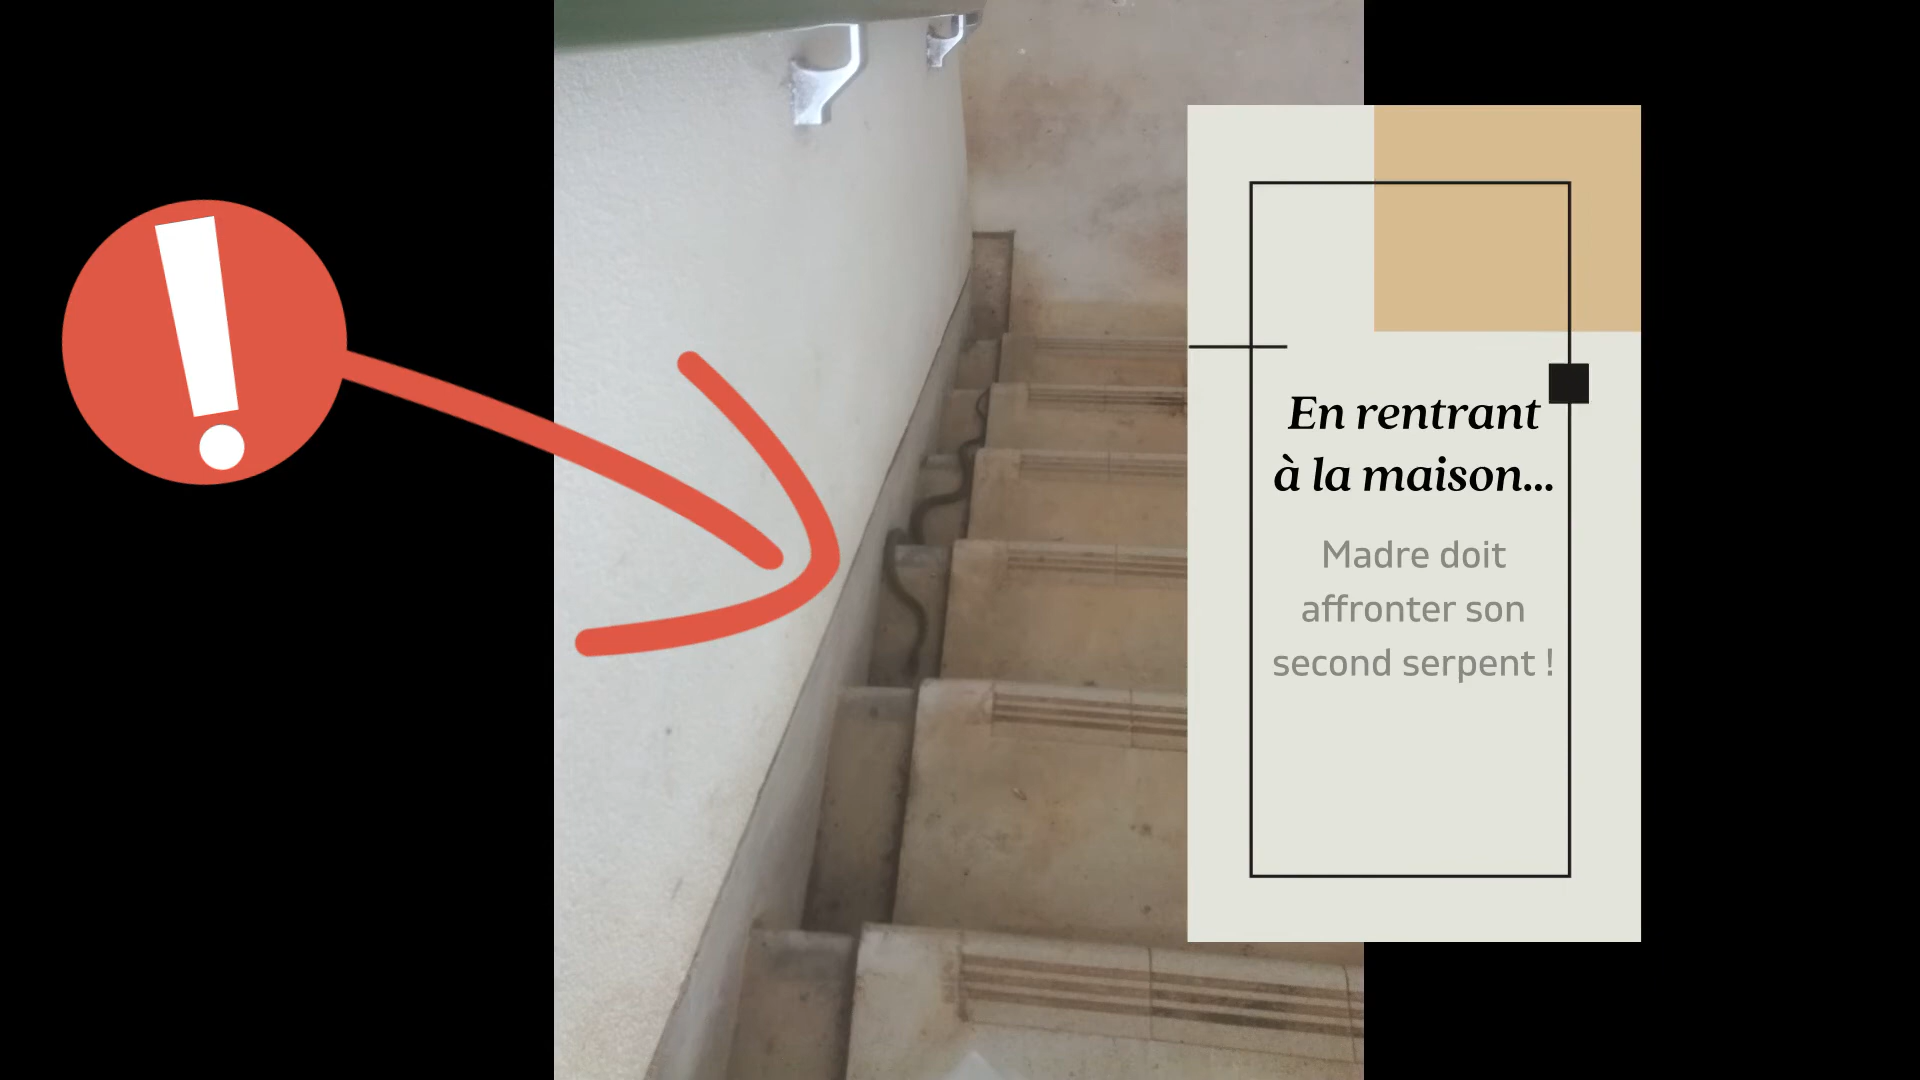 En rentrant
à la maison...
Madre doit
affronter son
second serpent !